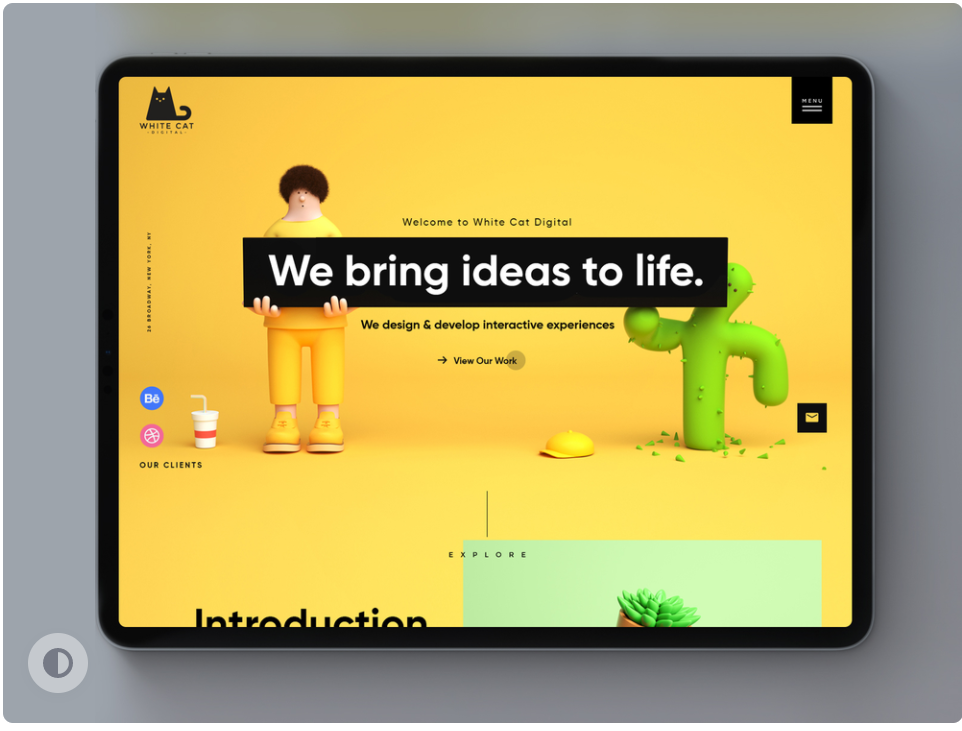 WHITE CAT
- DIGITAL -
MENU
Welcome to White Cat Digital
We bring ideas to life.
We design & develop interactive experiences
→ View Our Work
26 BROADWAY, NEW YORK, NY
Bē
OUR CLIENTS
EXPLORE
Introduction